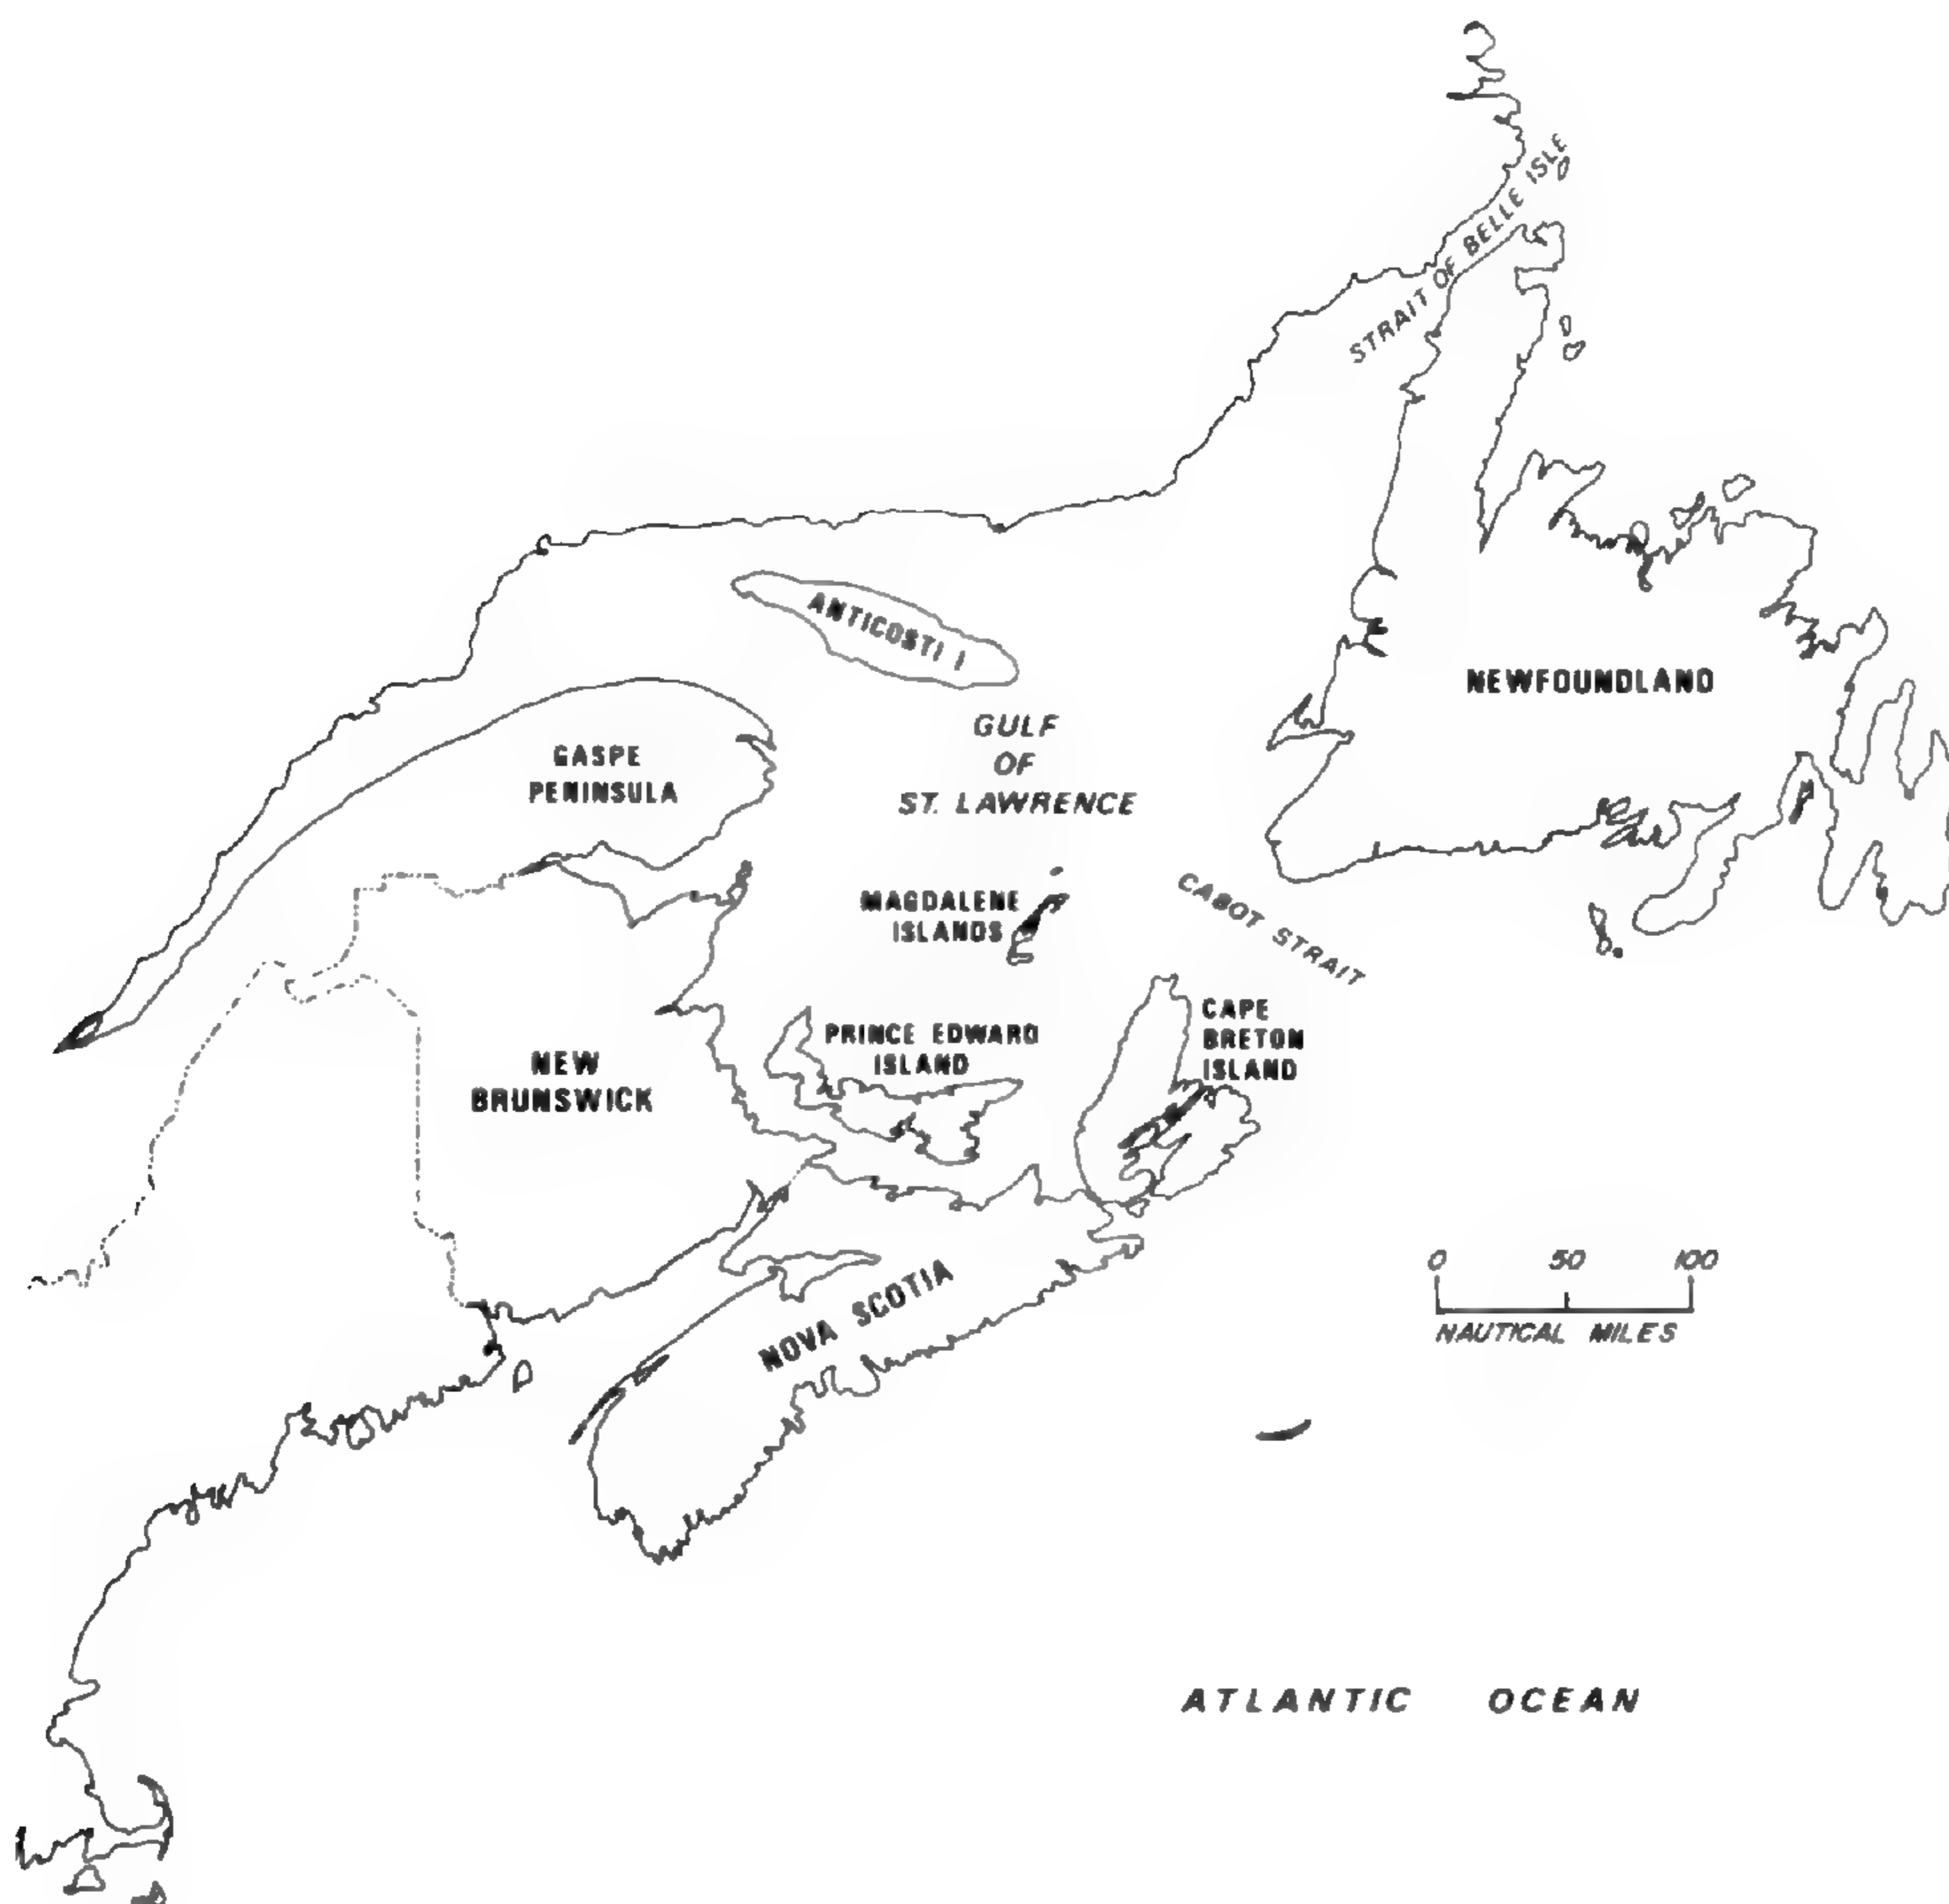 STRAIT OF BELLE ISLE
ANTICOSTI I
NEWFOUNDLAND
GULF
OF
ST. LAWRENCE
GASPE
PENINSULA
MAGDALENE
ISLANDS
CABOT STRAIT
CAPE
BRETON
ISLAND
PRINCE EDWARD
ISLAND
NEW
BRUNSWICK
NOVA SCOTIA
0 50 100
NAUTICAL MILES
ATLANTIC OCEAN